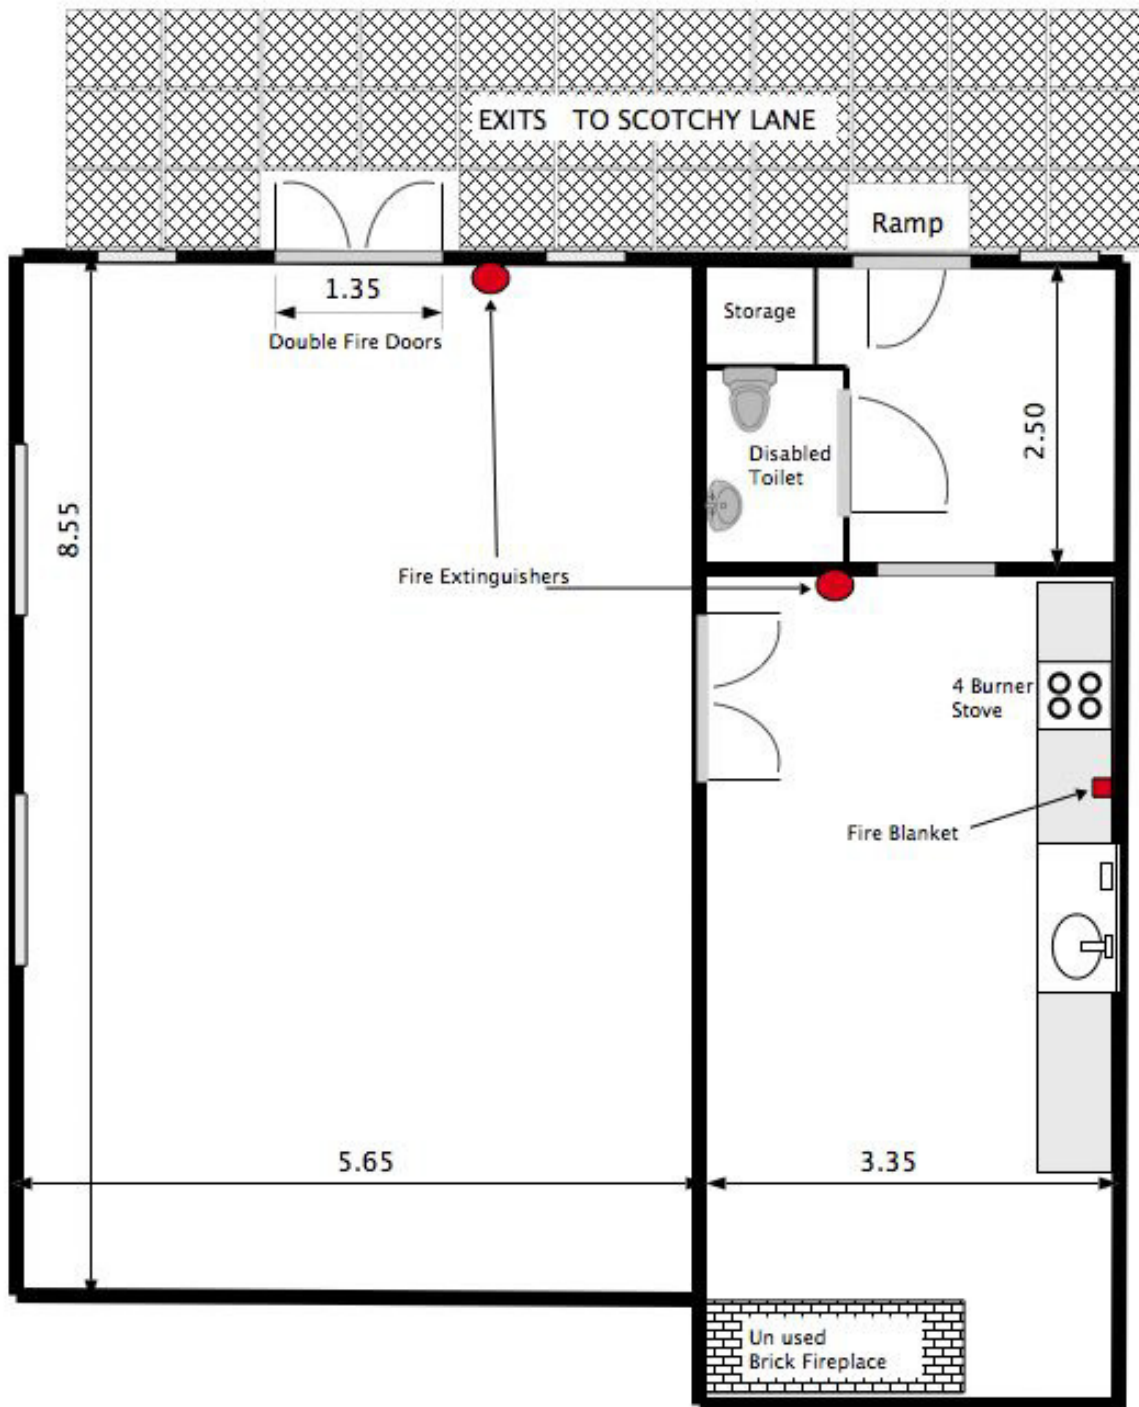 EXITS TO SCOTCHY LANE
Ramp
1.35
Double Fire Doors
Storage
2.50
Disabled
Toilet
8.55
Fire Extinguishers
4 Burner
Stove
Fire Blanket
5.65
3.35
Un used
Brick Fireplace